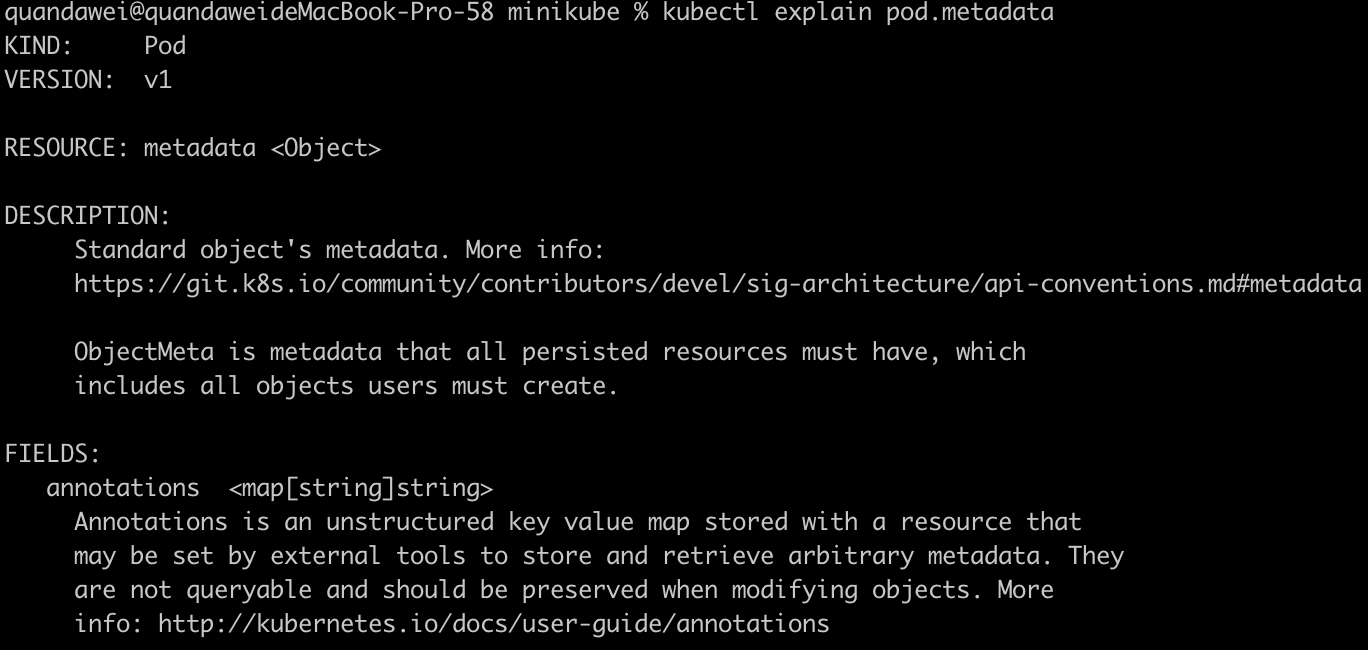 quandawei@quandaweideMacBook-Pro-58 minikube % kubectl explain pod.metadata
KIND:     Pod
VERSION:  v1
RESOURCE: metadata <Object>
DESCRIPTION:
     Standard object's metadata. More info:
     https://git.k8s.io/community/contributors/devel/sig-architecture/api-conventions.md#metadata
     ObjectMeta is metadata that all persisted resources must have, which
     includes all objects users must create.
FIELDS:
   annotations  <map[string]string>
     Annotations is an unstructured key value map stored with a resource that
     may be set by external tools to store and retrieve arbitrary metadata. They
     are not queryable and should be preserved when modifying objects. More
     info: http://kubernetes.io/docs/user-guide/annotations